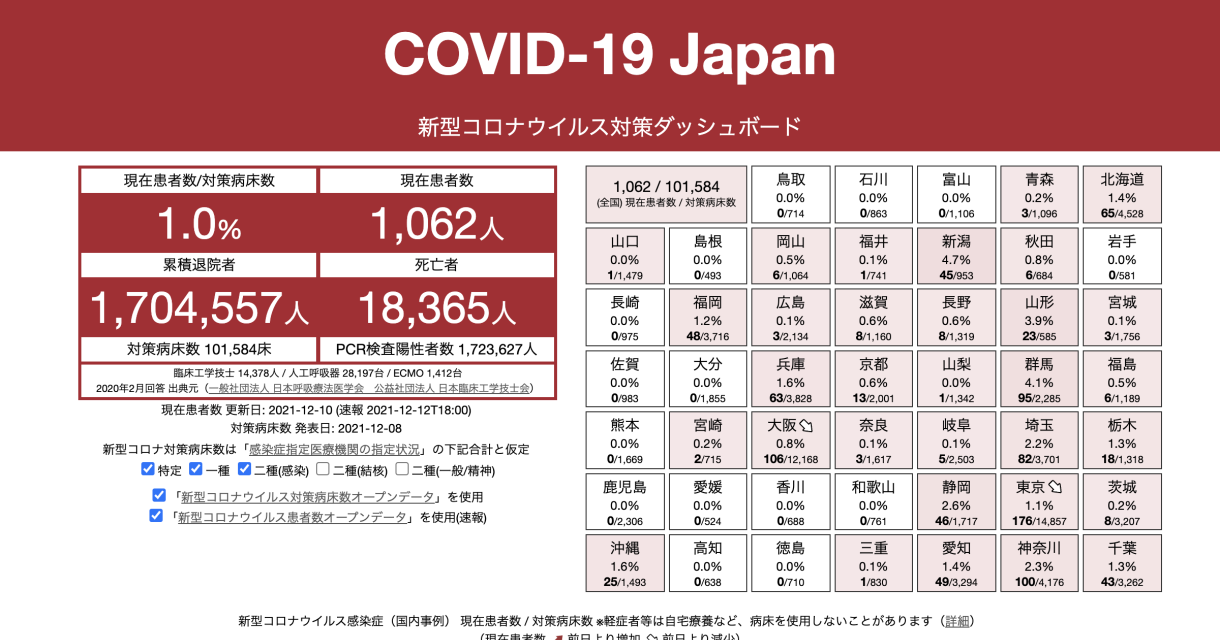 COVID-19 Japan
新型コロナウイルス対策ダッシュボード
現在患者数/対策病床数
現在患者数
1.0%
1,062人
累積退院者
死亡者
1,704,557人
18,365人
対策病床数 101,584床
PCR検査陽性者数 1,723,627人
臨床工学技士 14,378人 / 人工呼吸器 28,197台 / ECMO 1,412台
2020年2月回答 出典元（一般社団法人 日本呼吸療法医学会　公益社団法人 日本臨床工学技士会）
現在患者数 更新日: 2021-12-10 (速報 2021-12-12T18:00)
対策病床数 発表日: 2021-12-08
新型コロナ対策病床数は「感染症指定医療機関の指定状況」の下記合計と仮定
特定 一種 二種(感染) 二種(結核) 二種(一般/精神)
「新型コロナウイルス対策病床数オープンデータ」を使用
「新型コロナウイルス患者数オープンデータ」を使用(速報)
1,062 / 101,584
(全国) 現在患者数 / 対策病床数
鳥取
0.0%
0/714
石川
0.0%
0/863
富山
0.0%
0/1,106
青森
0.2%
3/1,096
北海道
1.4%
65/4,528
山口
0.0%
1/1,479
島根
0.0%
0/493
岡山
0.5%
6/1,064
福井
0.1%
1/741
新潟
4.7%
45/953
秋田
0.8%
6/684
岩手
0.0%
0/581
長崎
0.0%
0/975
福岡
1.2%
48/3,716
広島
0.1%
3/2,134
滋賀
0.6%
8/1,160
長野
0.6%
8/1,319
山形
3.9%
23/585
宮城
0.1%
3/1,756
佐賀
0.0%
0/983
大分
0.0%
0/1,855
兵庫
1.6%
63/3,828
京都
0.6%
13/2,001
山梨
0.0%
1/1,342
群馬
4.1%
95/2,285
福島
0.5%
6/1,189
熊本
0.0%
0/1,669
宮崎
0.2%
2/715
大阪
0.8%
106/12,168
奈良
0.1%
3/1,617
岐阜
0.1%
5/2,503
埼玉
2.2%
82/3,701
栃木
1.3%
18/1,318
鹿児島
0.0%
0/2,306
愛媛
0.0%
0/524
香川
0.0%
0/688
和歌山
0.0%
0/761
静岡
2.6%
46/1,717
東京
1.1%
176/14,857
茨城
0.2%
8/3,207
沖縄
1.6%
25/1,493
高知
0.0%
0/638
徳島
0.0%
0/710
三重
0.1%
1/830
愛知
1.4%
49/3,294
神奈川
2.3%
100/4,176
千葉
1.3%
43/3,262
新型コロナウイルス感染症（国内事例） 現在患者数 / 対策病床数 ※軽症者等は自宅療養など、病床を使用しないことがあります（詳細）
（現在患者数 前日より増加 前日より減少）